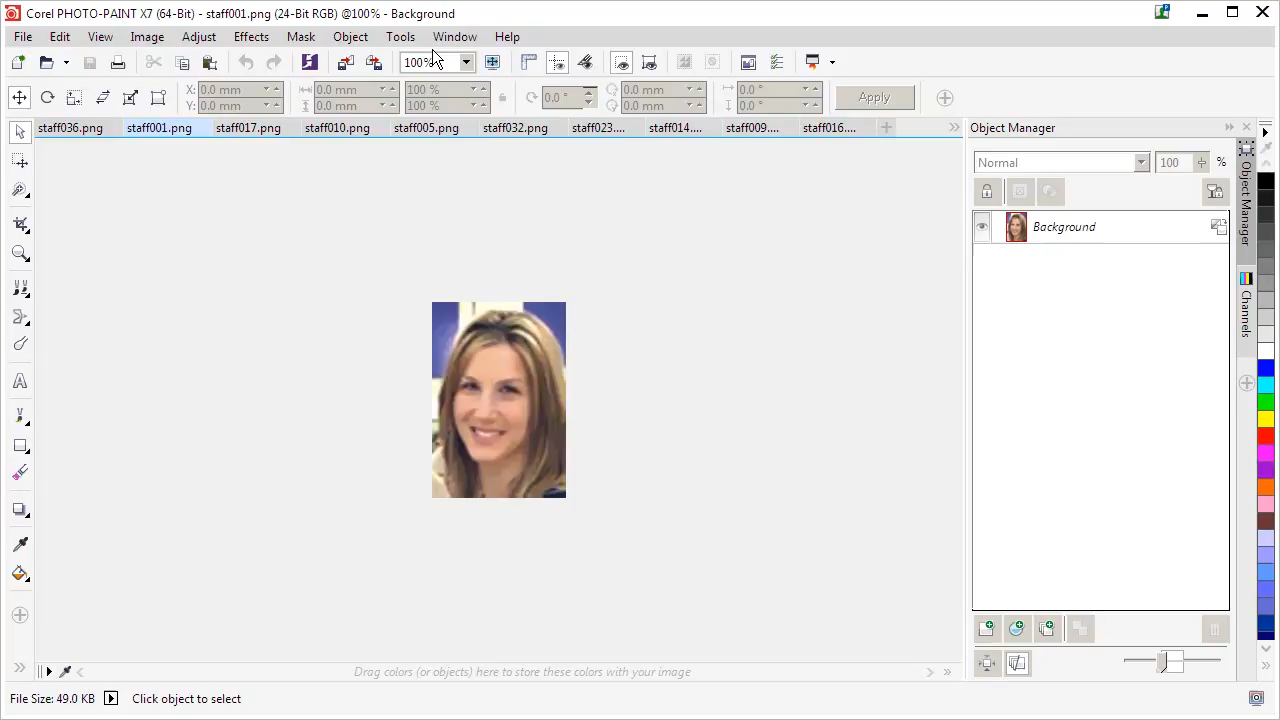 Corel PHOTO-PAINT X7 (64-Bit) - staff001.png (24-Bit RGB) @100% - Background
File Edit View Image Adjust Effects Mask Object Tools Window Help
100%
X: 0.0 mm 0.0 mm 100 % 0.0 ° 0.0 mm 0.0 °
Y: 0.0 mm 0.0 mm 100 % 0.0 mm 0.0 °
Apply
staff036.png staff001.png staff017.png staff010.png staff005.png staff032.png staff023.... staff014.... staff009.... staff016....
Object Manager
Normal 100 %
Object Manager
Background
Channels
Drag colors (or objects) here to store these colors with your image
File Size: 49.0 KB Click object to select